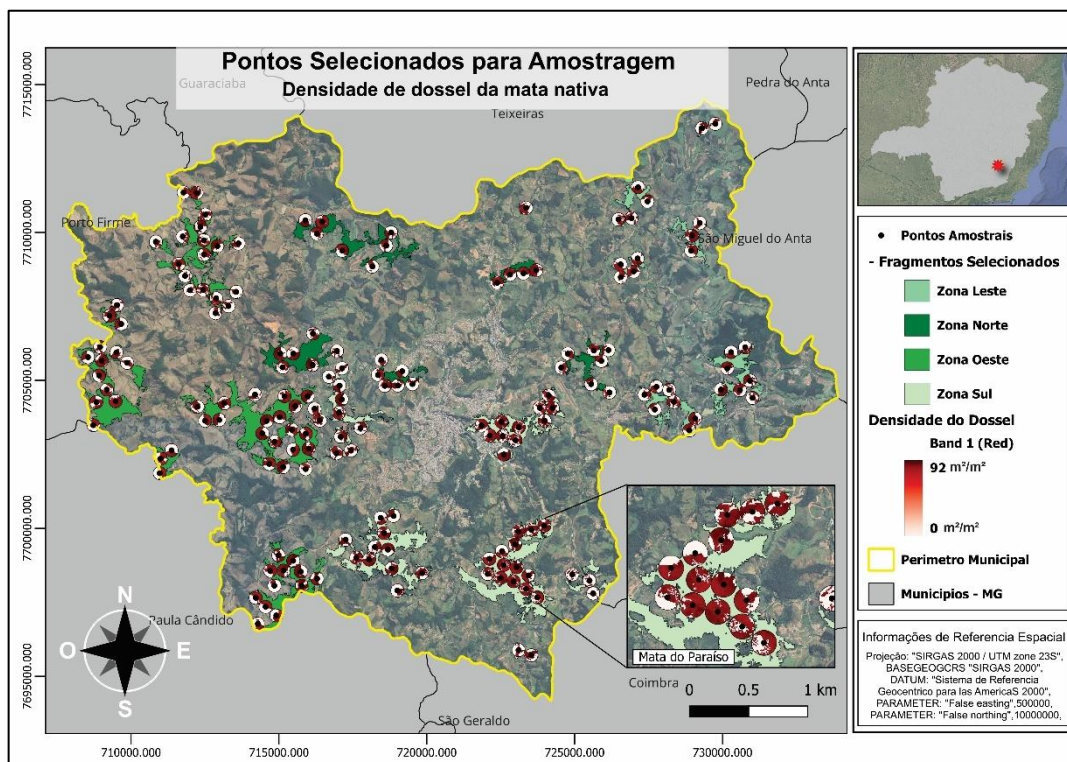 Pontos Selecionados para Amostragem
Densidade de dossel da mata nativa
Guaraciaba
Teixeiras
Pedra do Anta
Porto Firme
São Miguel do Anta
Paula Cândido
Coimbra
São Geraldo
Mata do Paraíso
N
O
E
S
0 0.5 1 km
7715000.000
7710000.000
7705000.000
7700000.000
7695000.000
710000.000
715000.000
720000.000
725000.000
730000.000
Pontos Amostrais
- Fragmentos Selecionados
Zona Leste
Zona Norte
Zona Oeste
Zona Sul
Densidade do Dossel
Band 1 (Red)
92 m²/m²
0 m²/m²
Perimetro Municipal
Municipios - MG
Informações de Referencia Espacial
Projeção: "SIRGAS 2000 / UTM zone 23S",
BASEGEOGCRS "SIRGAS 2000",
DATUM: "Sistema de Referencia
Geocentrico para las AmericaS 2000",
PARAMETER: "False easting",500000,
PARAMETER: "False northing",10000000,